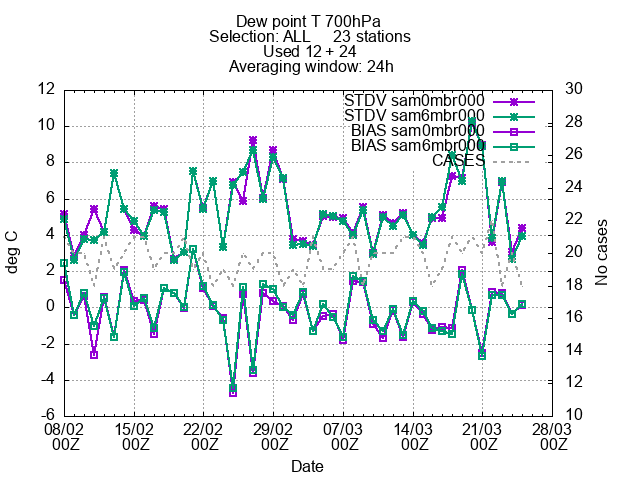 Dew point T 700hPa
Selection: ALL 23 stations
Used 12 + 24
Averaging window: 24h
STDV sam0mbr000
STDV sam6mbr000
BIAS sam0mbr000
BIAS sam6mbr000
CASES
12
10
8
6
4
2
0
-2
-4
-6
deg C
30
28
26
24
22
20
18
16
14
12
10
No cases
08/02 15/02 22/02 29/02 07/03 14/03 21/03 28/03
00Z 00Z 00Z 00Z 00Z 00Z 00Z 00Z
Date